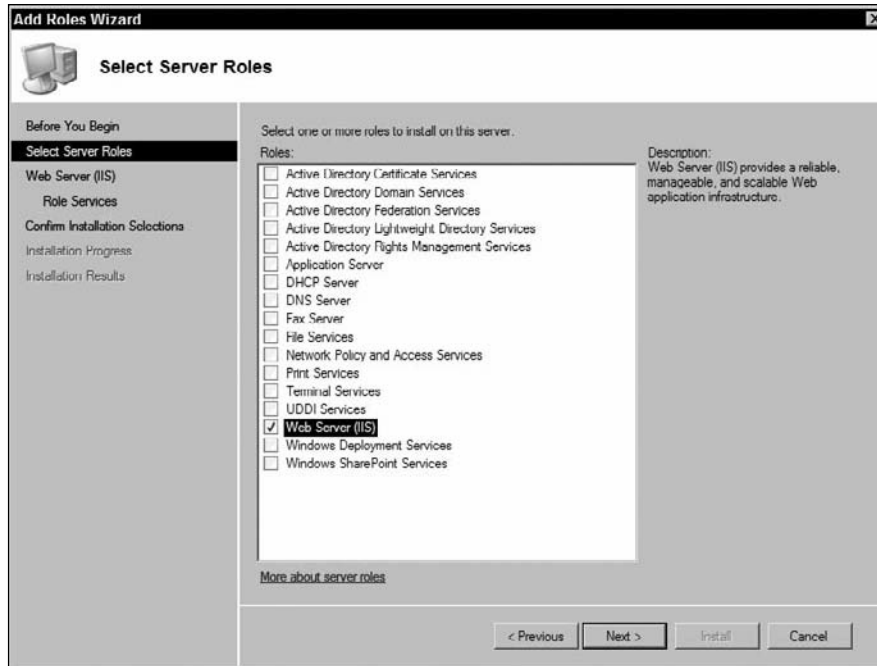 Add Roles Wizard
Select Server Roles
Before You Begin
Select Server Roles
Web Server (IIS)
Role Services
Confirm Installation Selections
Installation Progress
Installation Results
Select one or more roles to install on this server.
Roles:
Active Directory Certificate Services
Active Directory Domain Services
Active Directory Federation Services
Active Directory Lightweight Directory Services
Active Directory Rights Management Services
Application Server
DHCP Server
DNS Server
Fax Server
File Services
Network Policy and Access Services
Print Services
Terminal Services
UDDI Services
Web Server (IIS)
Windows Deployment Services
Windows SharePoint Services
More about server roles
Description:
Web Server (IIS) provides a reliable,
manageable, and scalable Web
application infrastructure.
< Previous
Next >
Install
Cancel